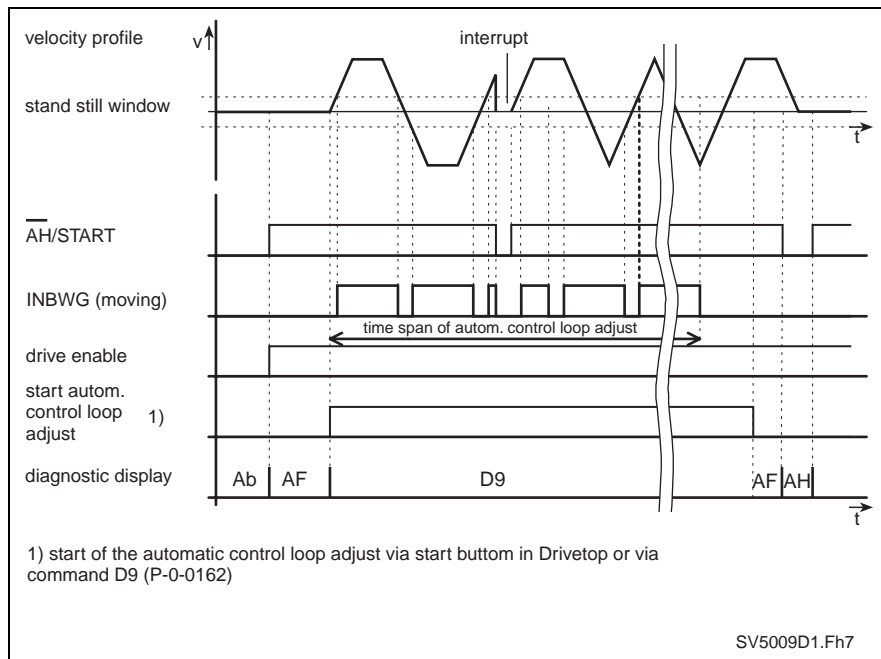 velocity profile
v
interrupt
stand still window
t
AH/START
INBWG (moving)
time span of autom. control loop adjust
drive enable
start autom.
control loop
adjust
1)
diagnostic display
Ab
AF
D9
AF
AH
t
1) start of the automatic control loop adjust via start buttom in Drivetop or via
command D9 (P-0-0162)
SV5009D1.Fh7